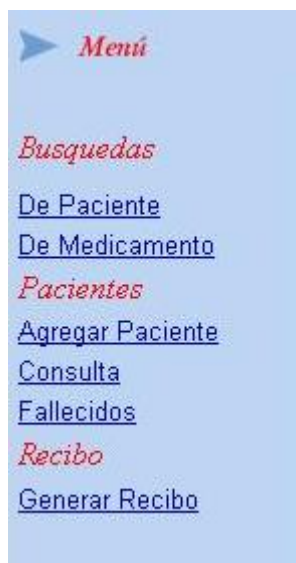 Menú
Busquedas
De Paciente
De Medicamento
Pacientes
Agregar Paciente
Consulta
Fallecidos
Recibo
Generar Recibo